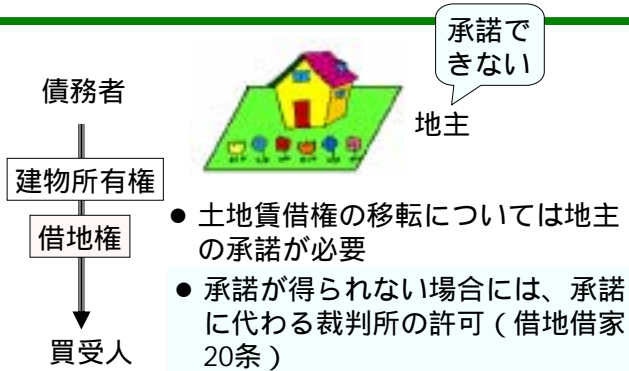 承諾で
きない
債務者
地主
建物所有権
借地権
買受人
● 土地賃借権の移転については地主
の承諾が必要
● 承諾が得られない場合には、承諾
に代わる裁判所の許可(借地借家
20条)